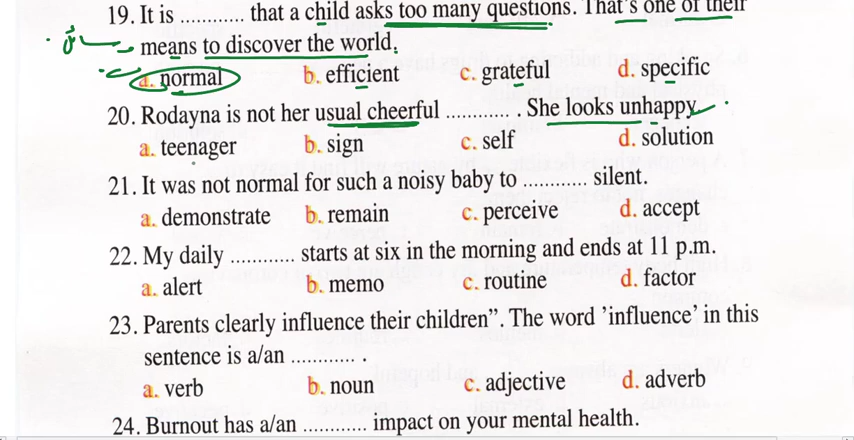 19. It is ............ that a child asks too many questions. That's one of their
means to discover the world.
a. normal b. efficient c. grateful d. specific
20. Rodayna is not her usual cheerful ............ . She looks unhappy.
a. teenager b. sign c. self d. solution
21. It was not normal for such a noisy baby to ........... silent.
a. demonstrate b. remain c. perceive d. accept
22. My daily ........... starts at six in the morning and ends at 11 p.m.
a. alert b. memo c. routine d. factor
23. Parents clearly influence their children”. The word ’influence’ in this
sentence is a/an ........... .
a. verb b. noun c. adjective d. adverb
24. Burnout has a/an ........... impact on your mental health.